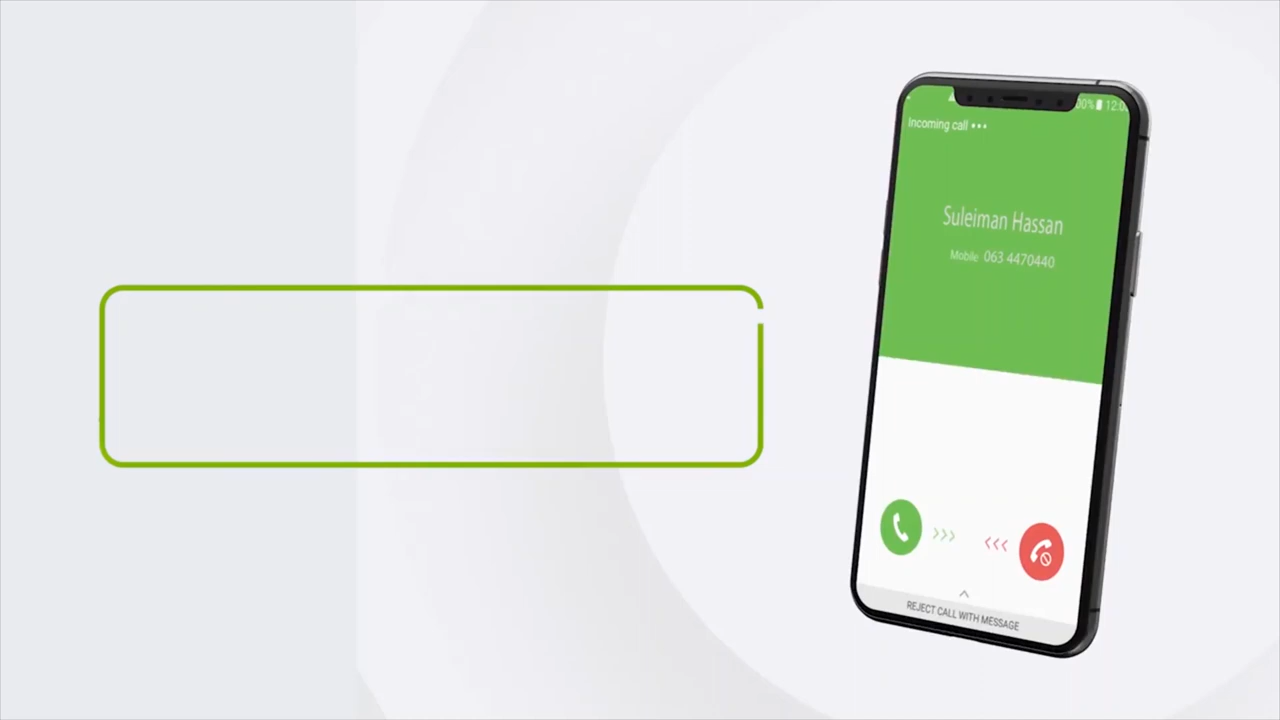 Incoming call •••
Suleiman Hassan
Mobile 063 4470440
REJECT CALL WITH MESSAGE